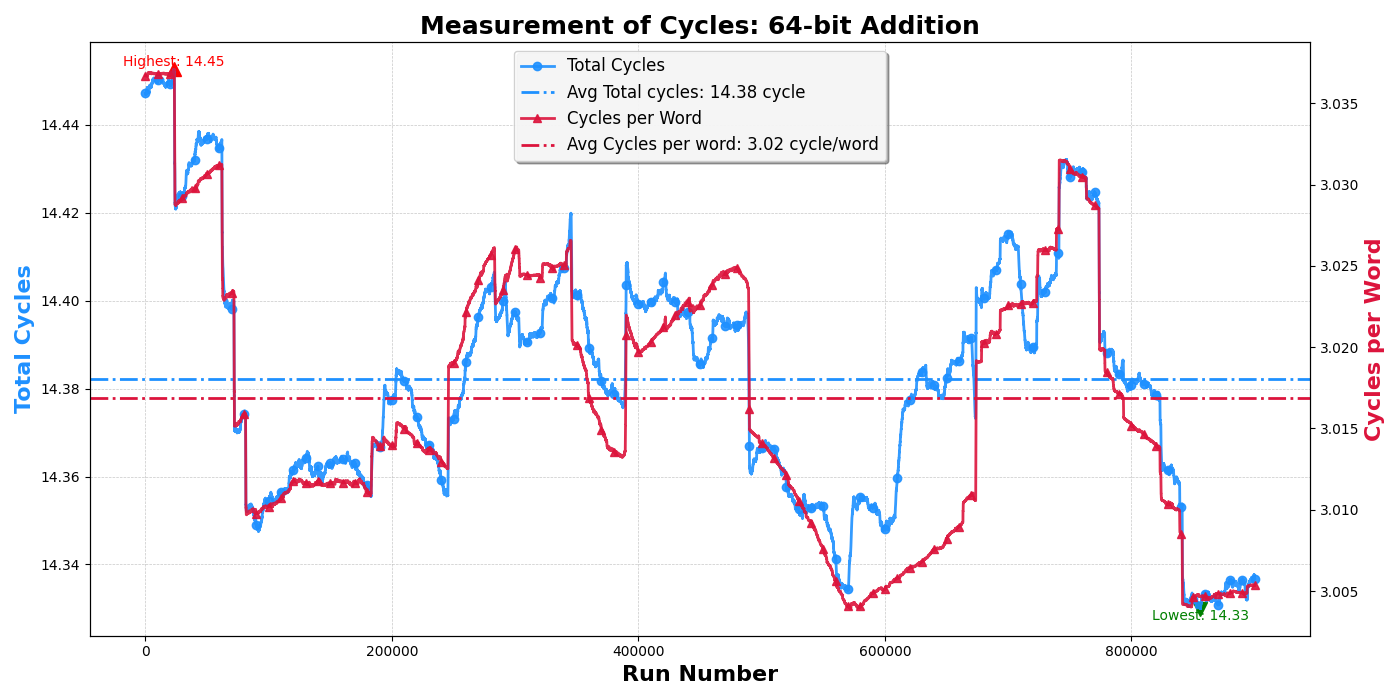 Measurement of Cycles: 64-bit Addition
Highest: 14.45
Total Cycles
Avg Total cycles: 14.38 cycle
Cycles per Word
Avg Cycles per word: 3.02 cycle/word
14.44
14.42
14.40
14.38
14.36
14.34
Total Cycles
3.035
3.030
3.025
3.020
3.015
3.010
3.005
Cycles per Word
Lowest: 14.33
0
200000
400000
600000
800000
Run Number